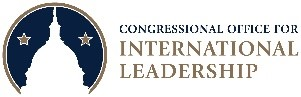 CONGRESSIONAL OFFICE FOR
INTERNATIONAL
LEADERSHIP